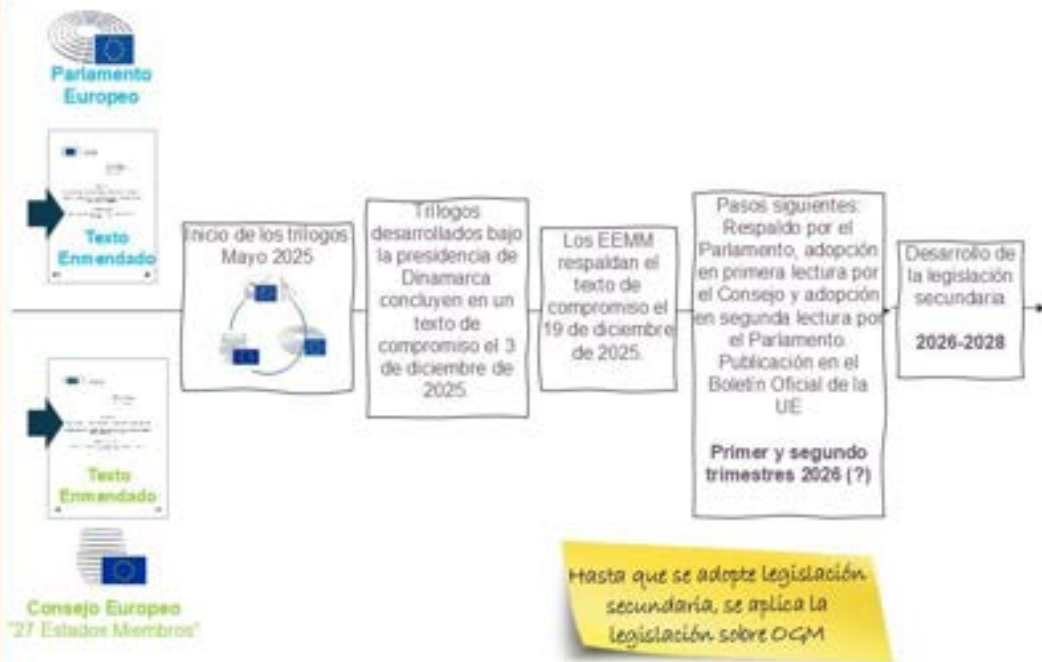 Parlamento
Europeo
Texto
Enmendado
Inicio de los trílogos
Mayo 2025
Trílogos
desarrollados bajo
la presidencia de
Dinamarca
concluyen en un
texto de
compromiso el 3
de diciembre de
2025
Los EEMM
respaldan el
texto de
compromiso el
19 de diciembre
de 2025.
Pasos siguientes:
Respaldo por el
Parlamento, adopción
en primera lectura por
el Consejo y adopción
en segunda lectura por
el Parlamento.
Publicación en el
Boletín Oficial de la
UE
Primer y segundo
trimestres 2026 (?)
Desarrollo de
la legislación
secundaria
2026-2028
Texto
Enmendado
Consejo Europeo
"27 Estados Miembros"
Hasta que se adopte legislación
secundaria, se aplica la
legislación sobre OGM